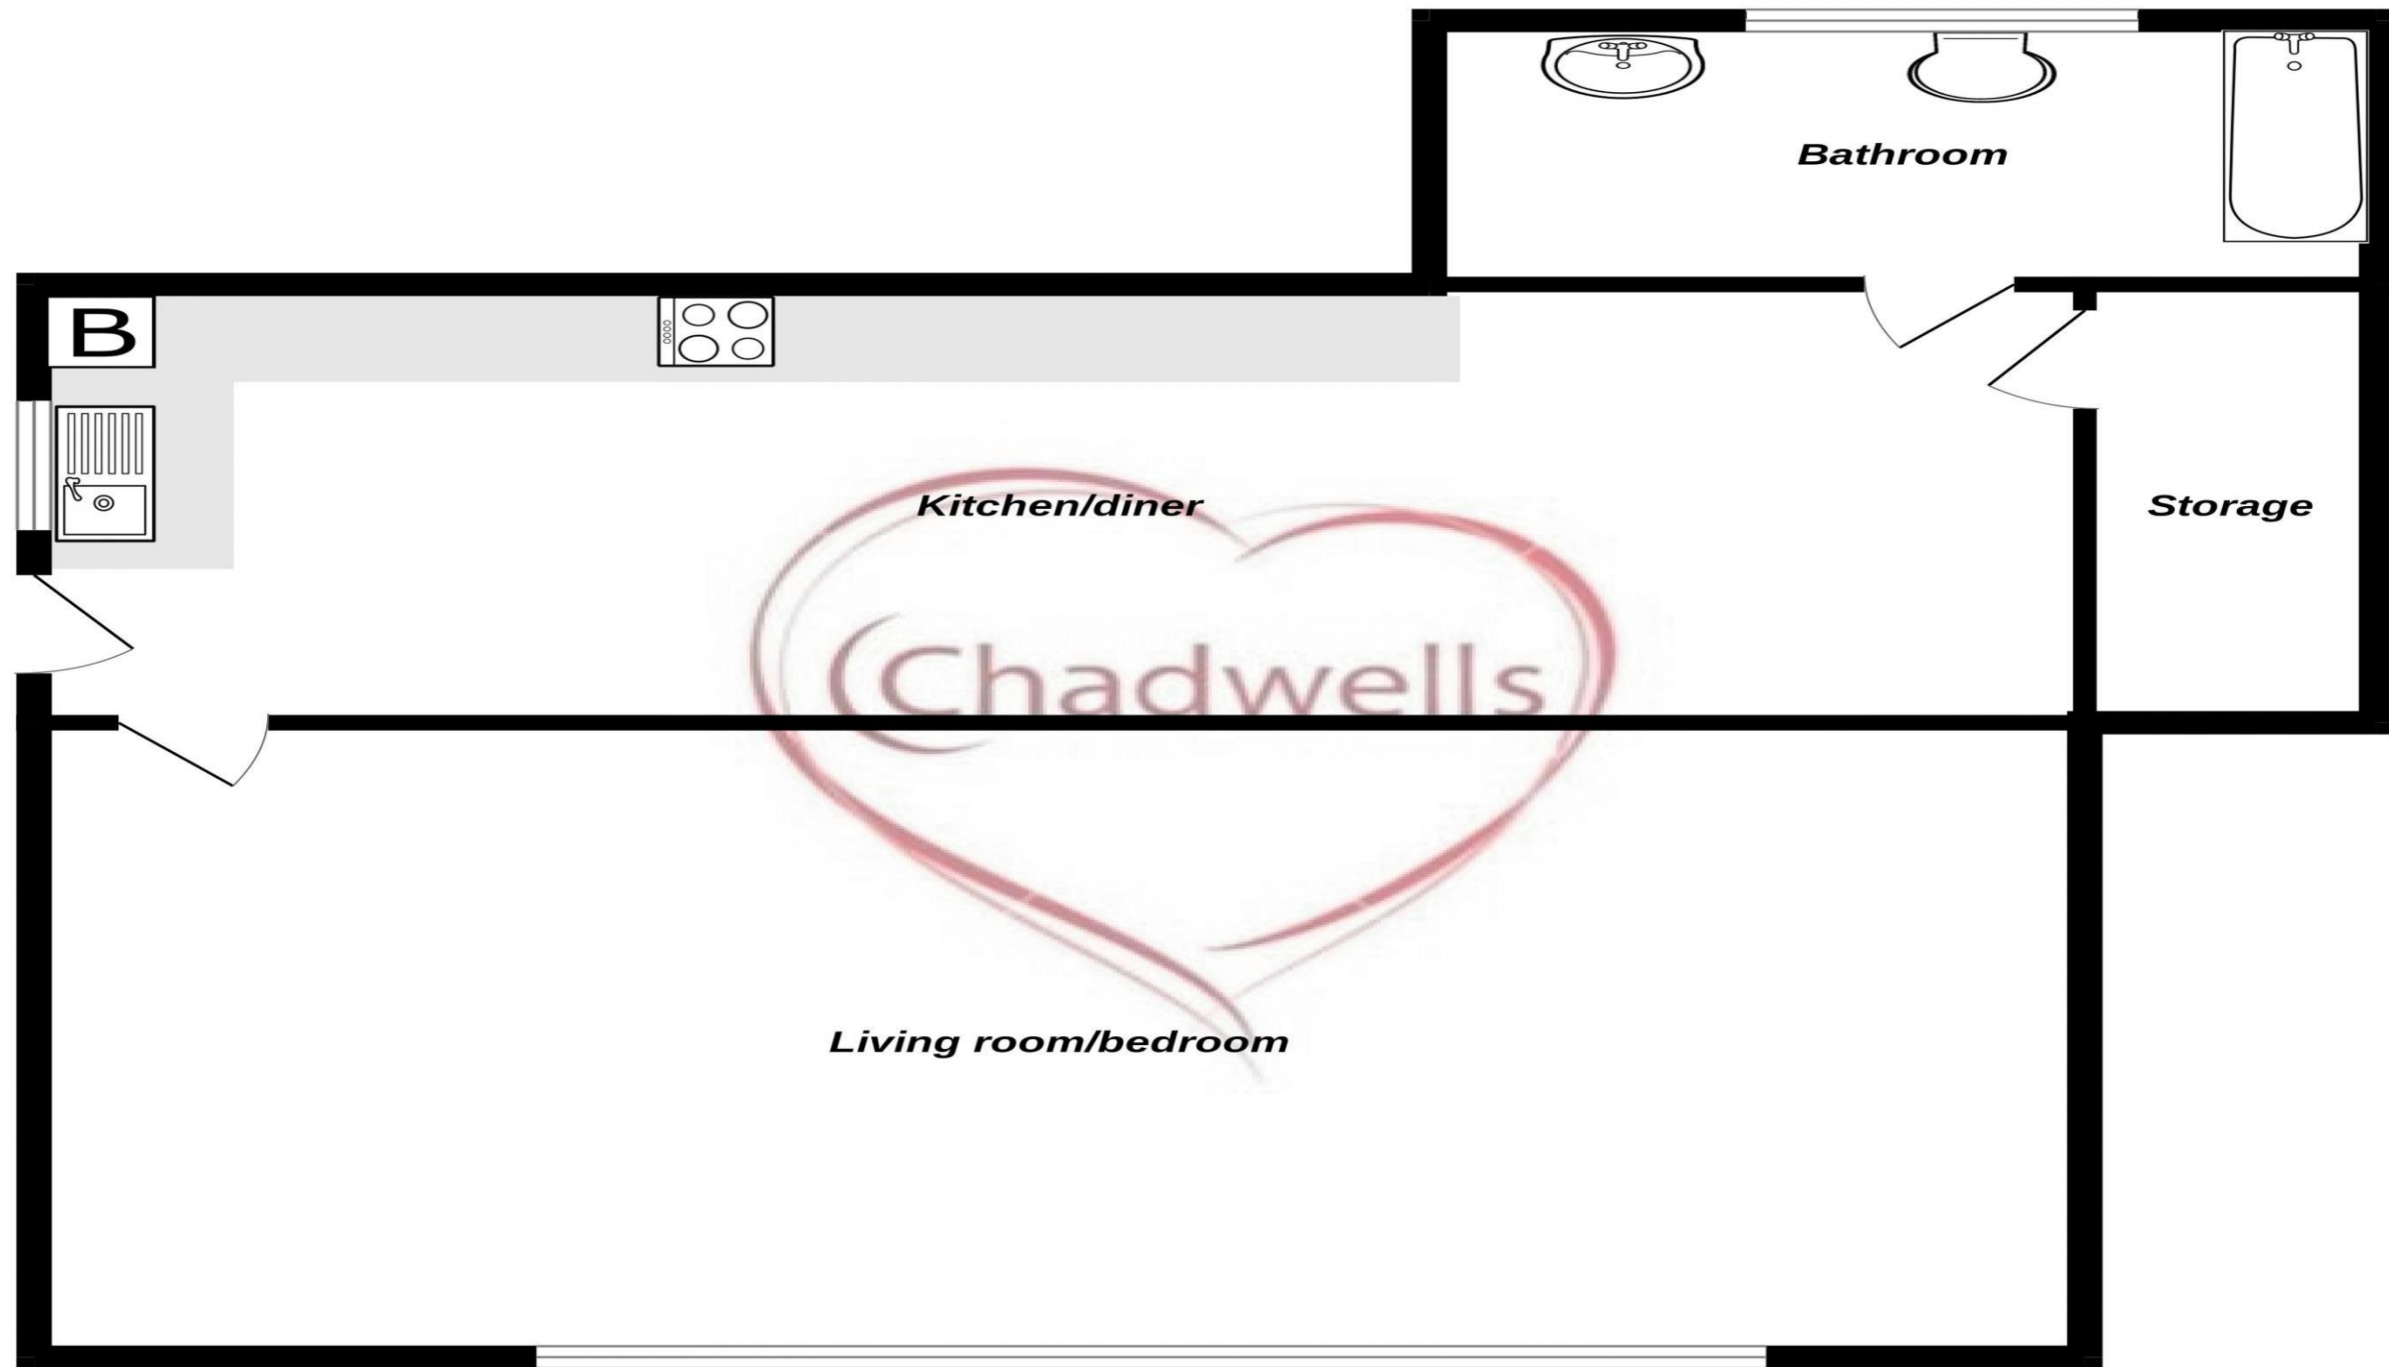 Bathroom
B
Kitchen/diner
Storage
Chadwells
Living room/bedroom